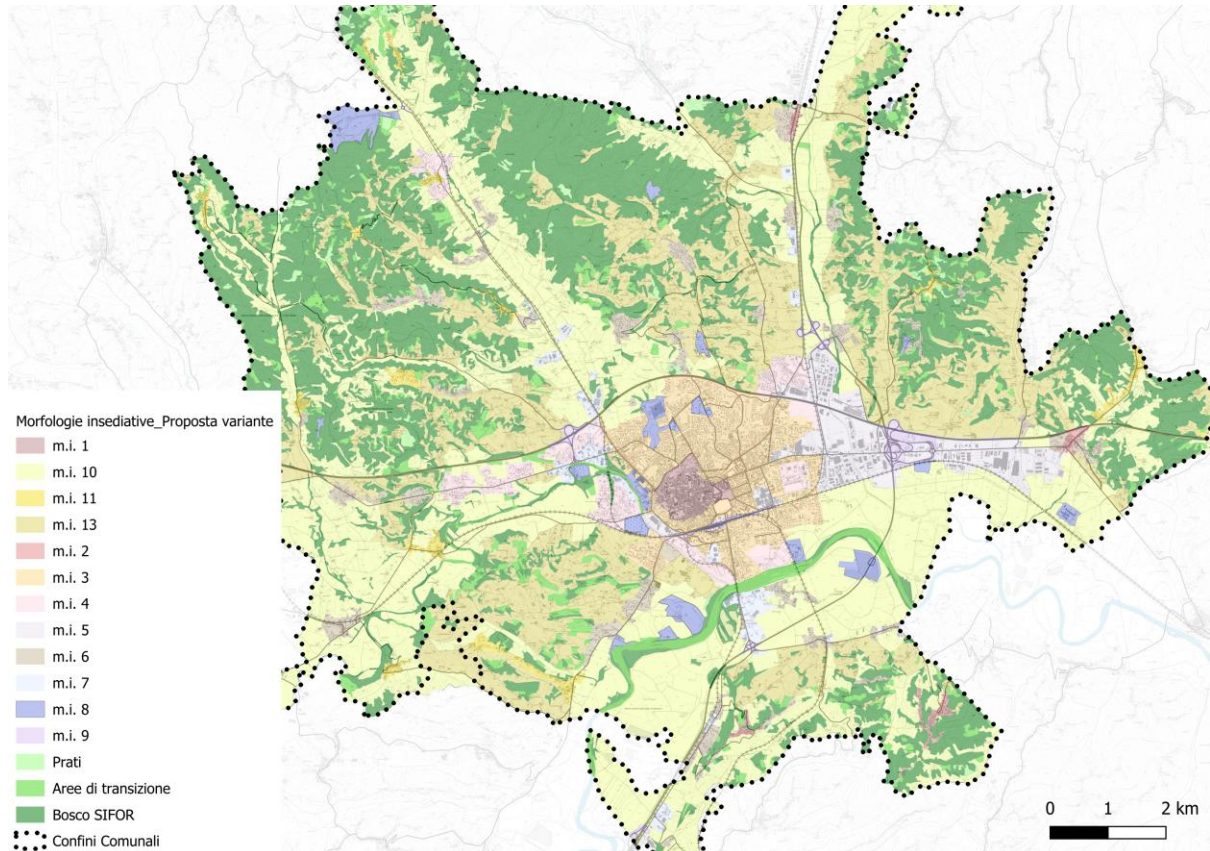 Morfologie insediative_Proposta variante
m.i. 1
m.i. 10
m.i. 11
m.i. 13
m.i. 2
m.i. 3
m.i. 4
m.i. 5
m.i. 6
m.i. 7
m.i. 8
m.i. 9
Prati
Aree di transizione
Bosco SIFOR
Confini Comunali
0 1 2 km